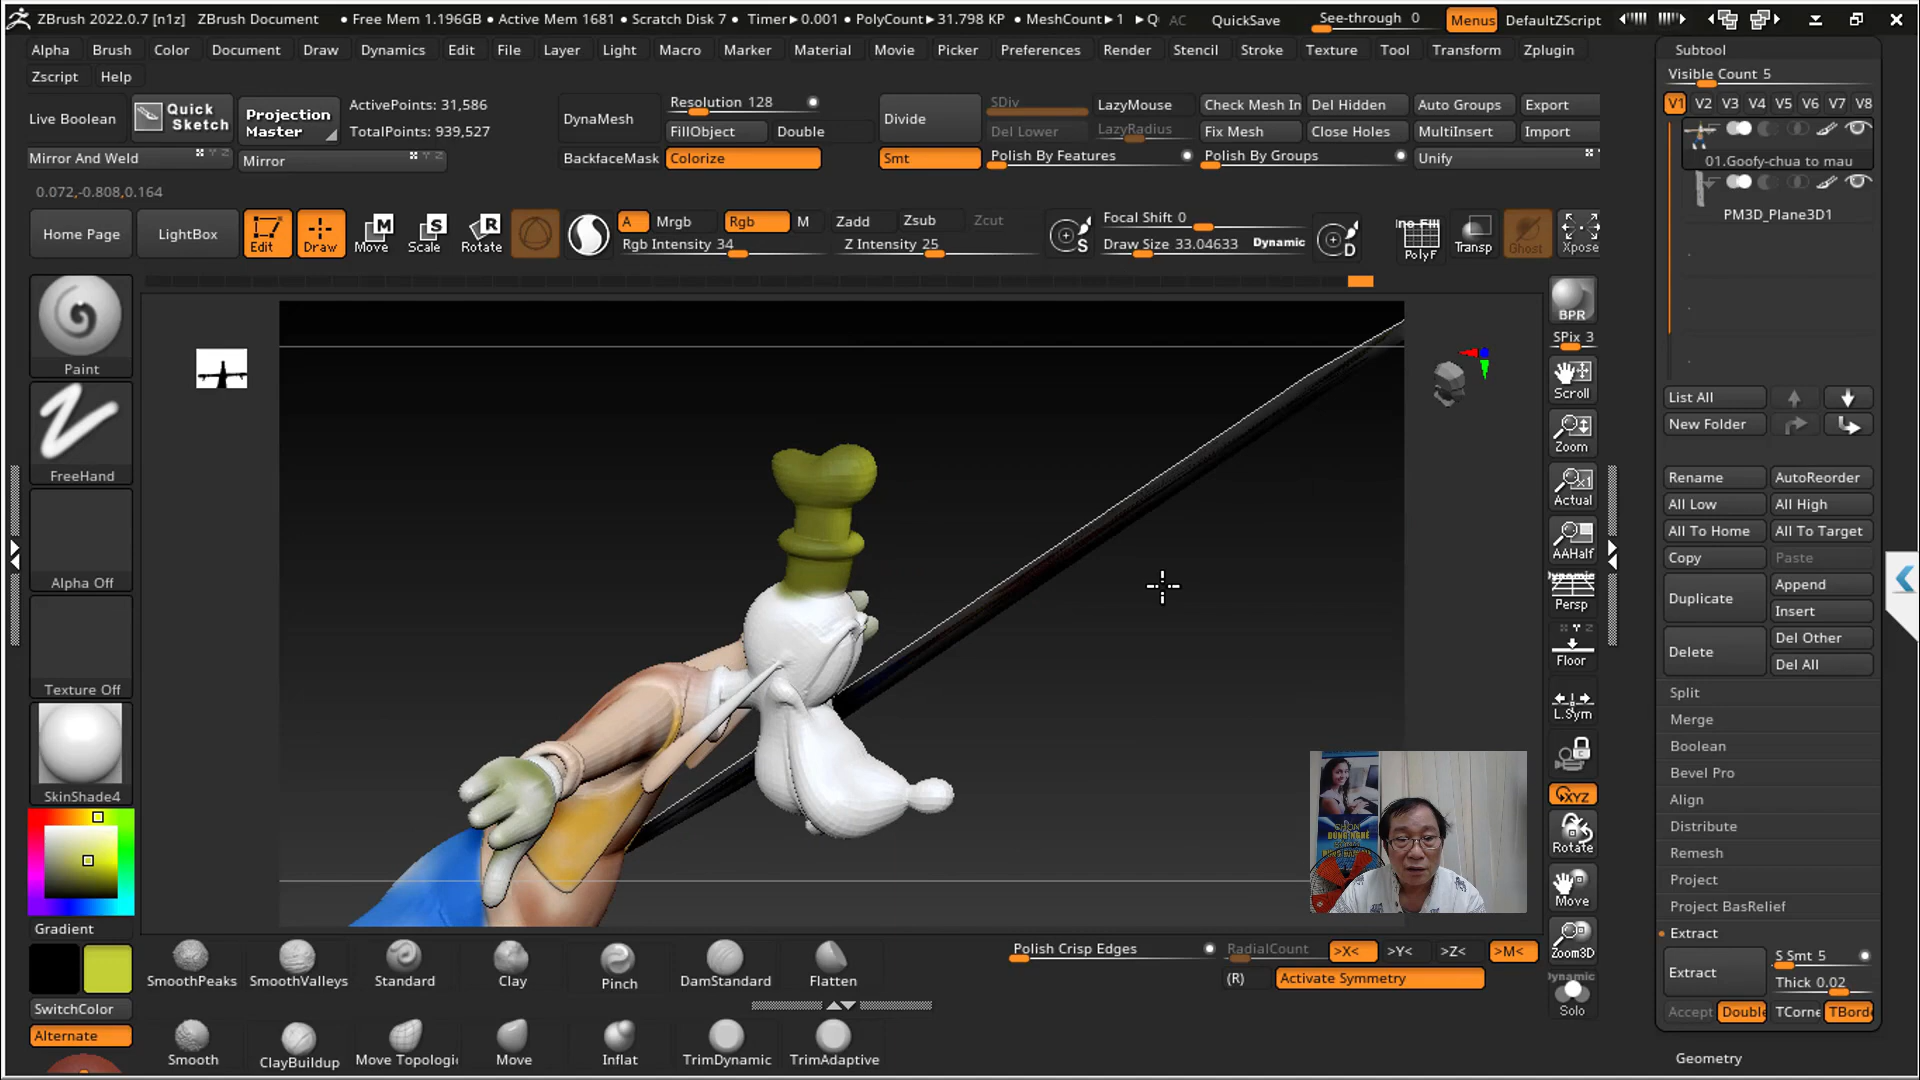 ZBrush 2022.0.7 [n1z] ZBrush Document • Free Mem 1.196GB • Active Mem 1681 • Scratch Disk 7 • Timer▶0.001 • PolyCount▶31.798 KP • MeshCount▶1 AC QuickSave See-through 0 Menus DefaultZScript
Alpha Brush Color Document Draw Dynamics Edit File Layer Light Macro Marker Material Movie Picker Preferences Render Stencil Stroke Texture Tool Transform Zplugin
Zscript Help
Live Boolean Quick Sketch Projection Master ActivePoints: 31,586 DynaMesh Resolution 128 Divide SDiv LazyMouse Check Mesh In Del Hidden Auto Groups Export
TotalPoints: 939,527 FillObject Double Del Lower LazyRadius Fix Mesh Close Holes MultiInsert Import
Mirror And Weld Mirror BackfaceMask Colorize Smt Polish By Features Polish By Groups Unify
0.072,-0.808,0.164
Home Page LightBox Edit Draw Move Scale Rotate A Mrgb Rgb M Zadd Zsub Zcut Focal Shift 0 PolyF Transp Ghost Xpose
Rgb Intensity 34 Z Intensity 25 Draw Size 33.04633 Dynamic
Paint
FreeHand
Alpha Off
Texture Off
SkinShade4
Gradient
SwitchColor
Alternate
BPR
SPix 3
Scroll
Zoom
Actual
AAHalf
Dynamic
Persp
Floor
L.Sym
XYZ
Rotate
Move
Zoom3D
Dynamic
Solo
SmoothPeaks SmoothValleys Standard Clay Pinch DamStandard Flatten
Polish Crisp Edges RadialCount >X< >Y< >Z< >M<
(R) Activate Symmetry
Smooth ClayBuildup Move Topologi Move Inflat TrimDynamic TrimAdaptive
Subtool
Visible Count 5
V1 V2 V3 V4 V5 V6 V7 V8
01.Goofy-chua to mau
PM3D_Plane3D1
List All
New Folder
Rename AutoReorder
All Low All High
All To Home All To Target
Copy Paste
Duplicate Append
Insert
Delete Del Other
Del All
Split
Merge
Boolean
Bevel Pro
Align
Distribute
Remesh
Project
Project BasRelief
Extract
Extract S Smt 5
Thick 0.02
Accept Double TCorne TBorde
Geometry